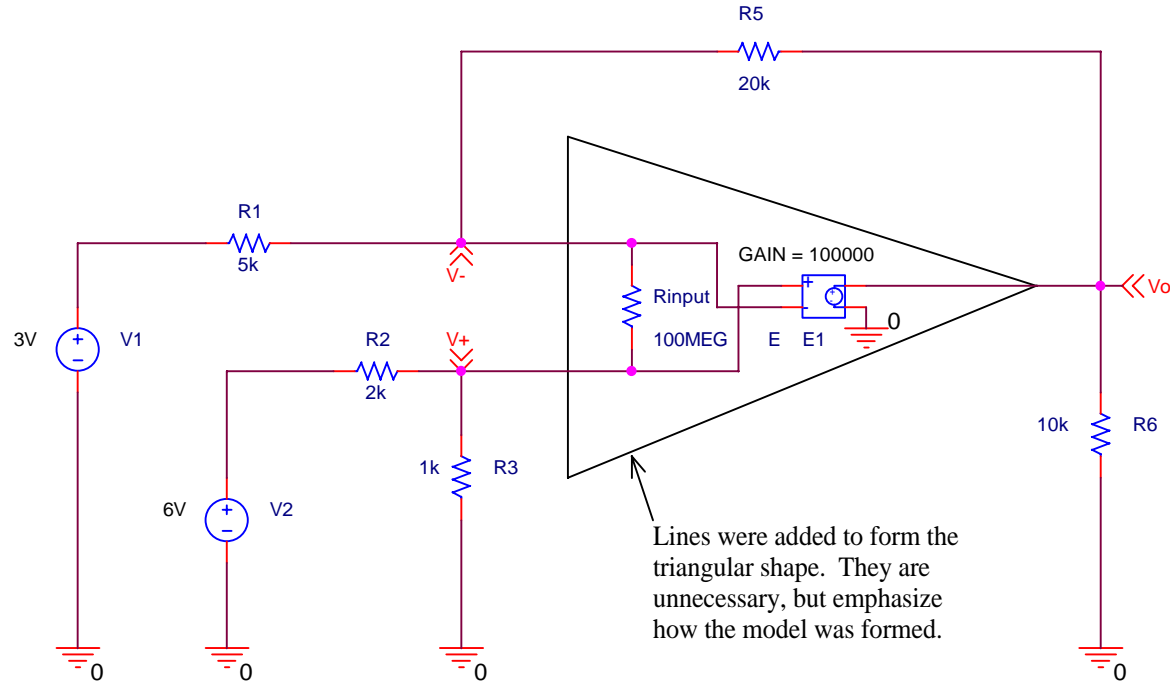 R5
20k
R1
5k
V-
GAIN = 100000
+
-
+
-
Vo
Rinput
100MEG
E E1
0
3V
+
-
V1
R2
2k
V+
10k
R6
1k
R3
6V
+
-
V2
Lines were added to form the
triangular shape. They are
unnecessary, but emphasize
how the model was formed.
0
0
0
0